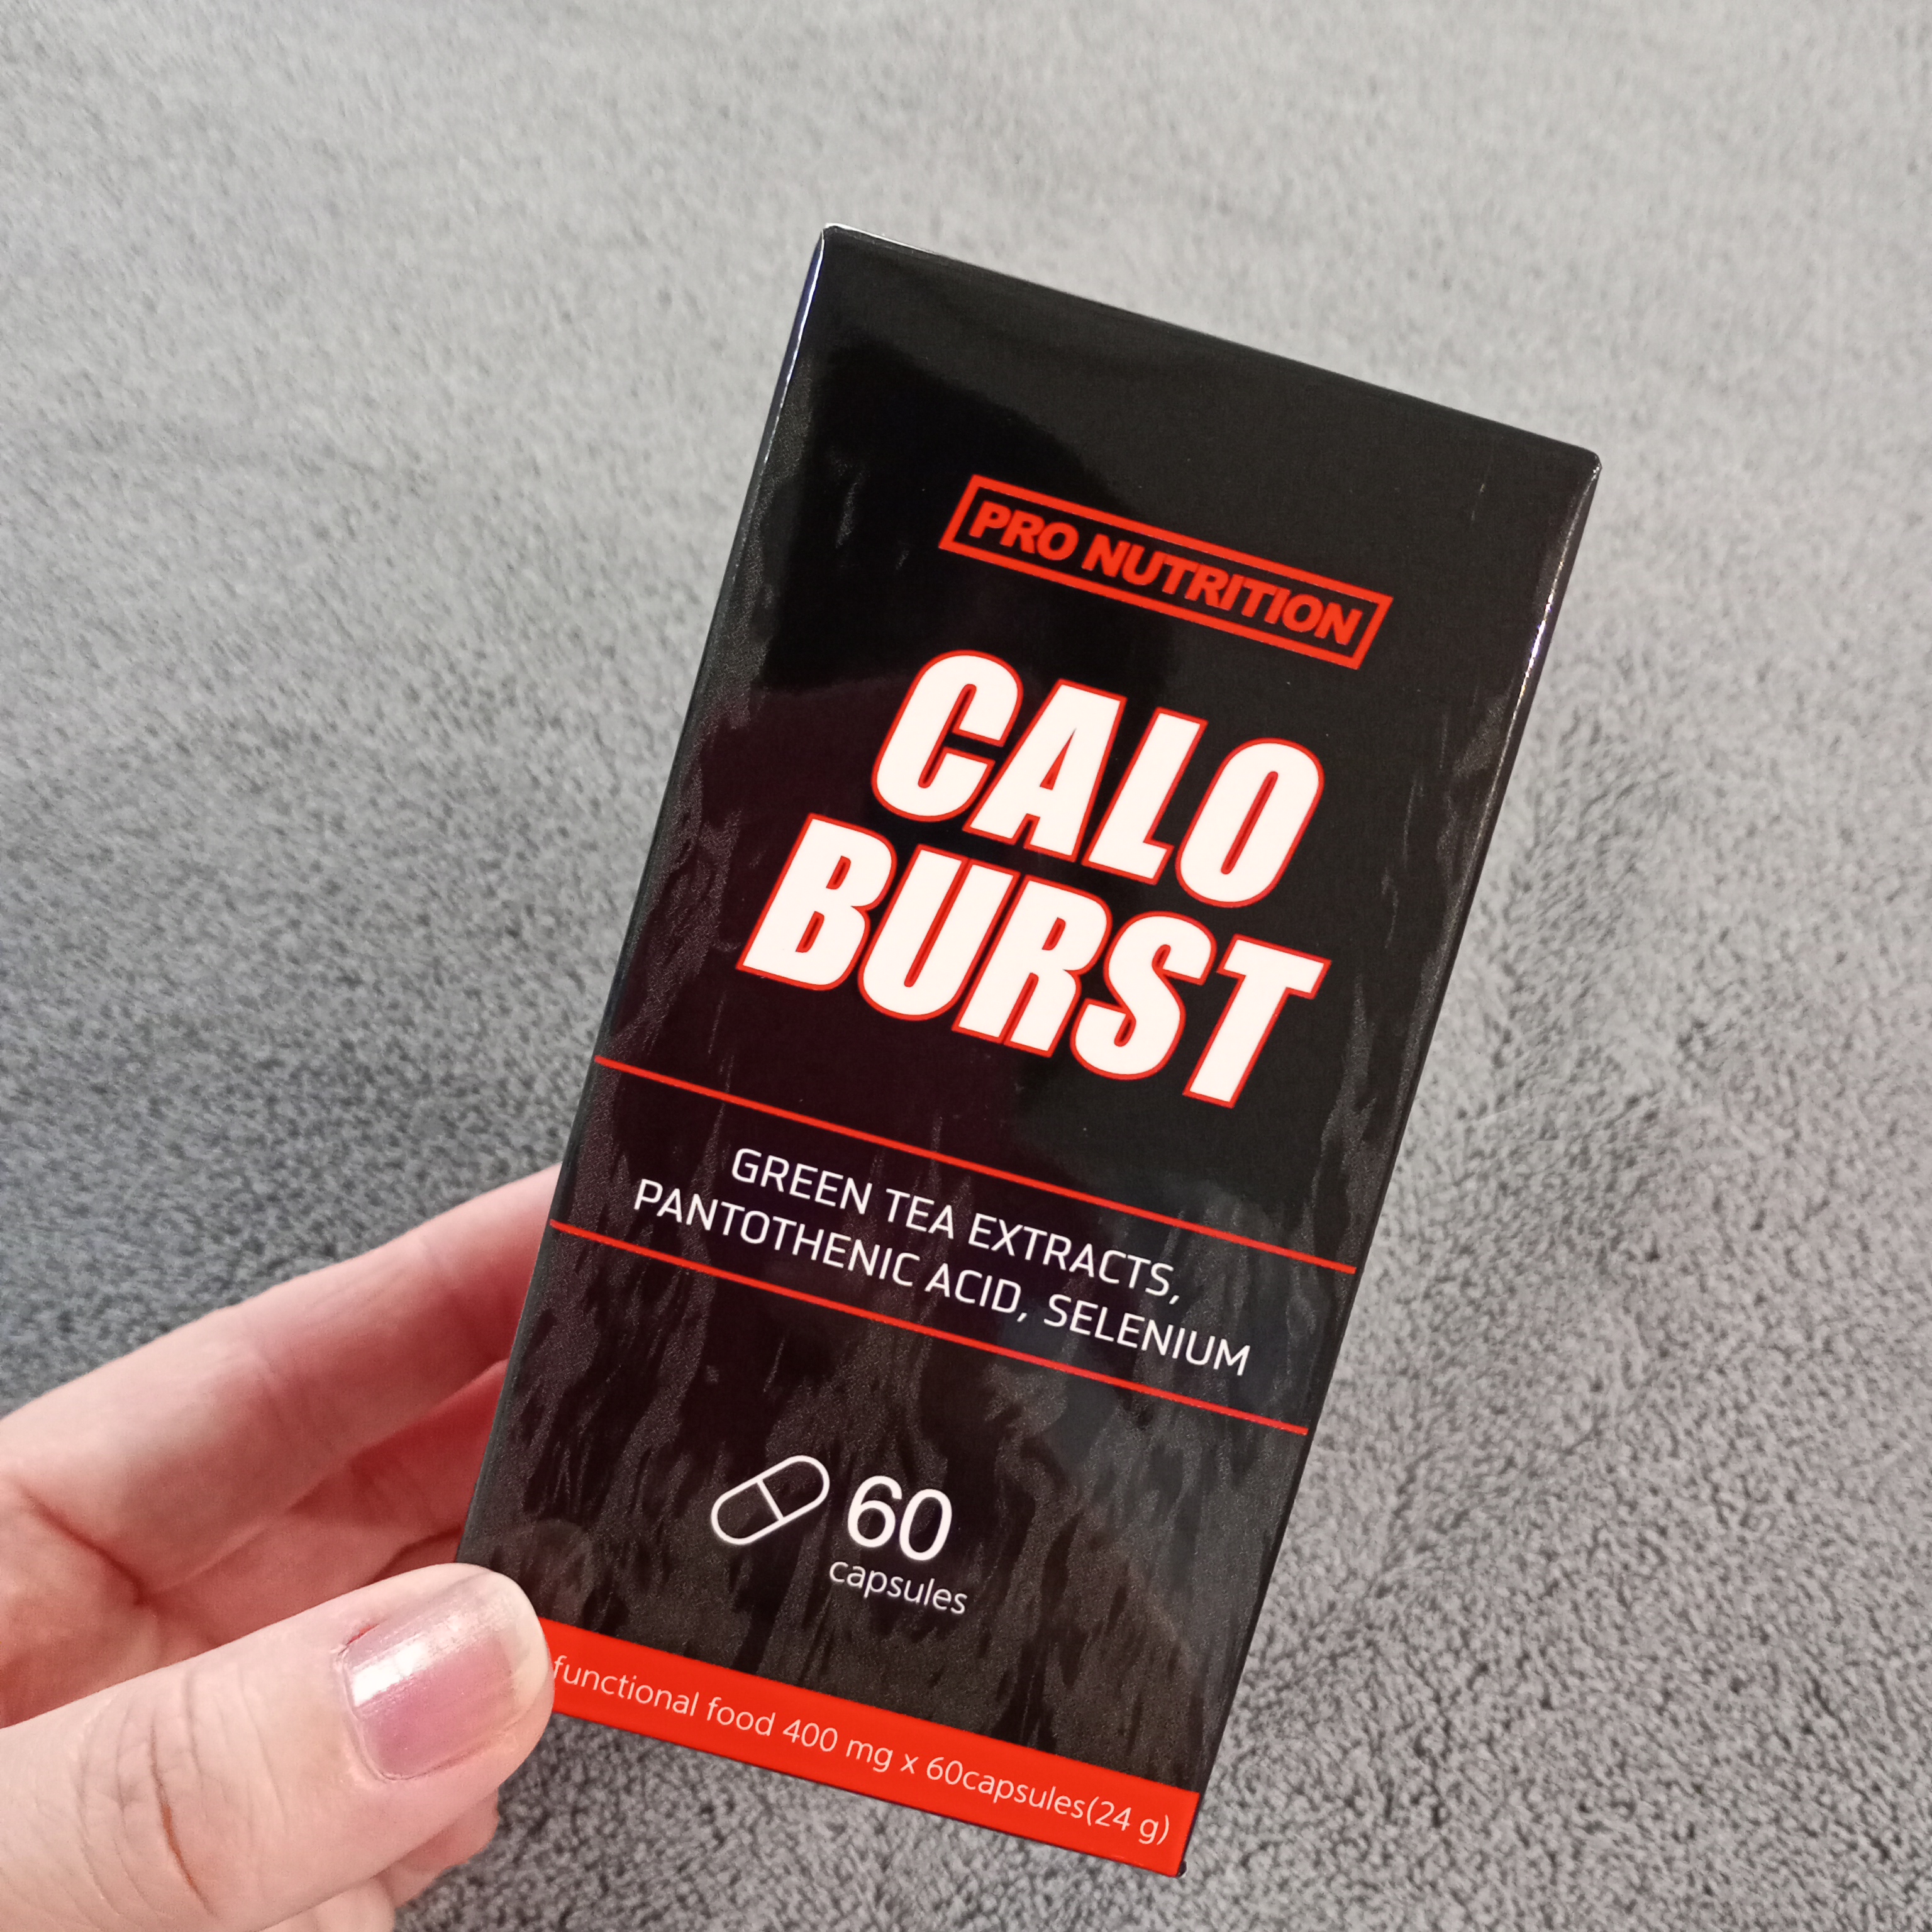 PRO NUTRITION
CALO
BURST
GREEN TEA EXTRACTS,
PANTOTHENIC ACID, SELENIUM
60
capsules
functional food 400 mg x 60capsules(24 g)